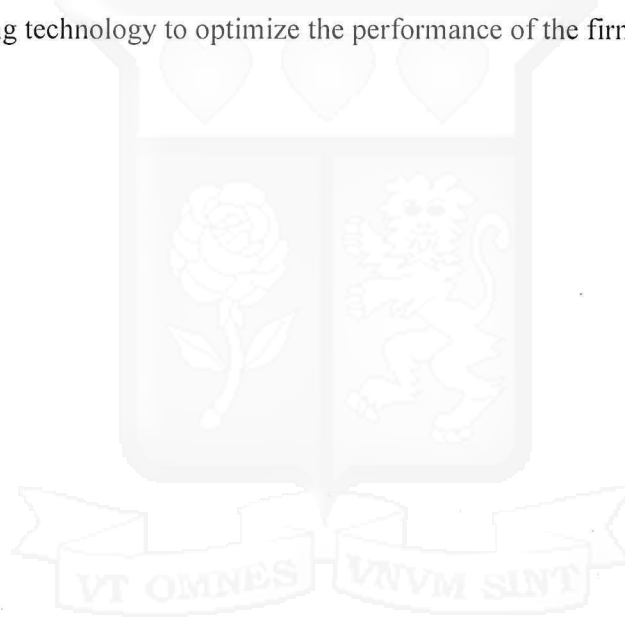 g technology to optimize the performance of the firm
VT OMNES VNVM SINT